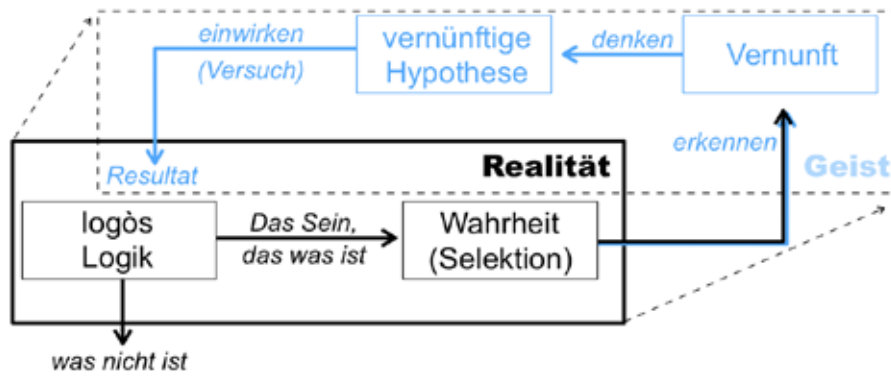 einwirken
(Versuch)
vernünftige
Hypothese
denken
Vernunft
erkennen
Geist
Resultat
Realität
logòs
Logik
Das Sein,
das was ist
Wahrheit
(Selektion)
was nicht ist